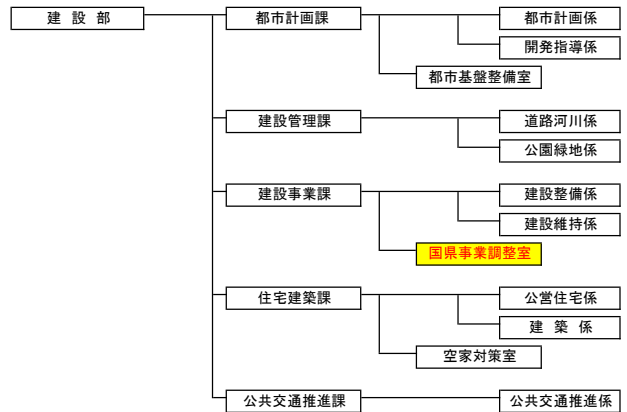 建設部 都市計画課 都市計画係
開発指導係
都市基盤整備室
建設管理課 道路河川係
公園緑地係
建設事業課 建設整備係
建設維持係
国県事業調整室
住宅建築課 公営住宅係
建築係
空家対策室
公共交通推進課 公共交通推進係